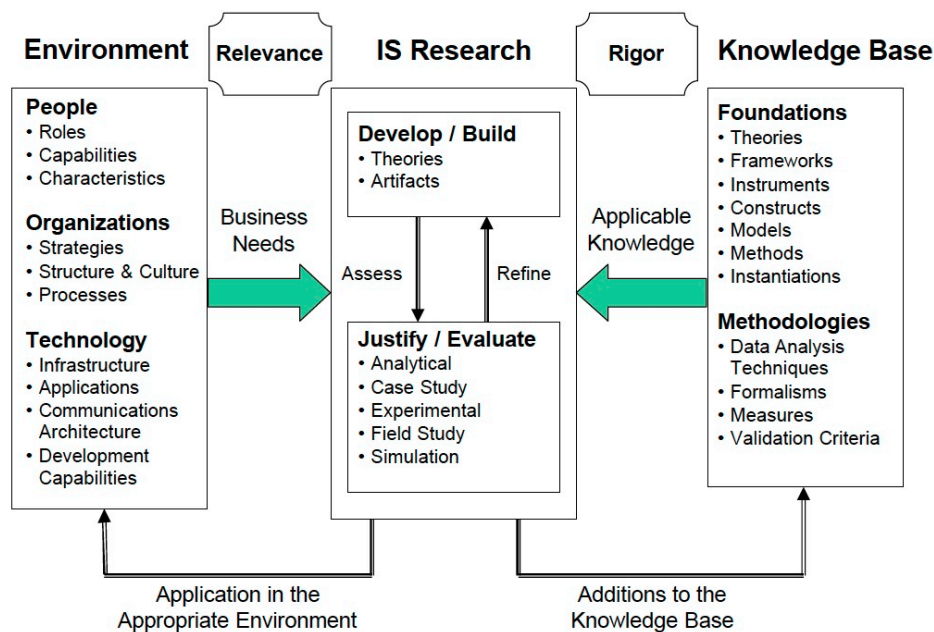 Environment
Relevance
IS Research
Rigor
Knowledge Base
People
• Roles
• Capabilities
• Characteristics
Organizations
• Strategies
• Structure & Culture
• Processes
Technology
• Infrastructure
• Applications
• Communications
Architecture
• Development
Capabilities
Business
Needs
Develop / Build
• Theories
• Artifacts
Assess
Refine
Justify / Evaluate
• Analytical
• Case Study
• Experimental
• Field Study
• Simulation
Applicable
Knowledge
Foundations
• Theories
• Frameworks
• Instruments
• Constructs
• Models
• Methods
• Instantiations
Methodologies
• Data Analysis
Techniques
• Formalisms
• Measures
• Validation Criteria
Application in the
Appropriate Environment
Additions to the
Knowledge Base